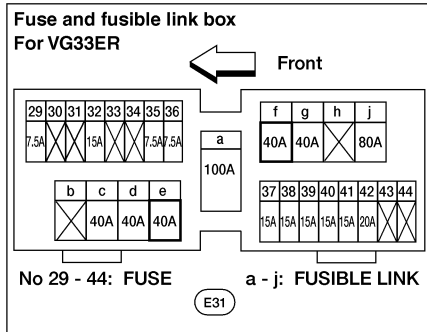 Fuse and fusible link box
For VG33ER
Front
29 30 31 32 33 34 35 36
7.5A 15A 7.5A 7.5A
a
100A
f g h j
40A 40A 80A
b c d e
40A 40A 40A
37 38 39 40 41 42 43 44
15A 15A 15A 15A 15A 20A
No 29 - 44: FUSE
a - j: FUSIBLE LINK
E31